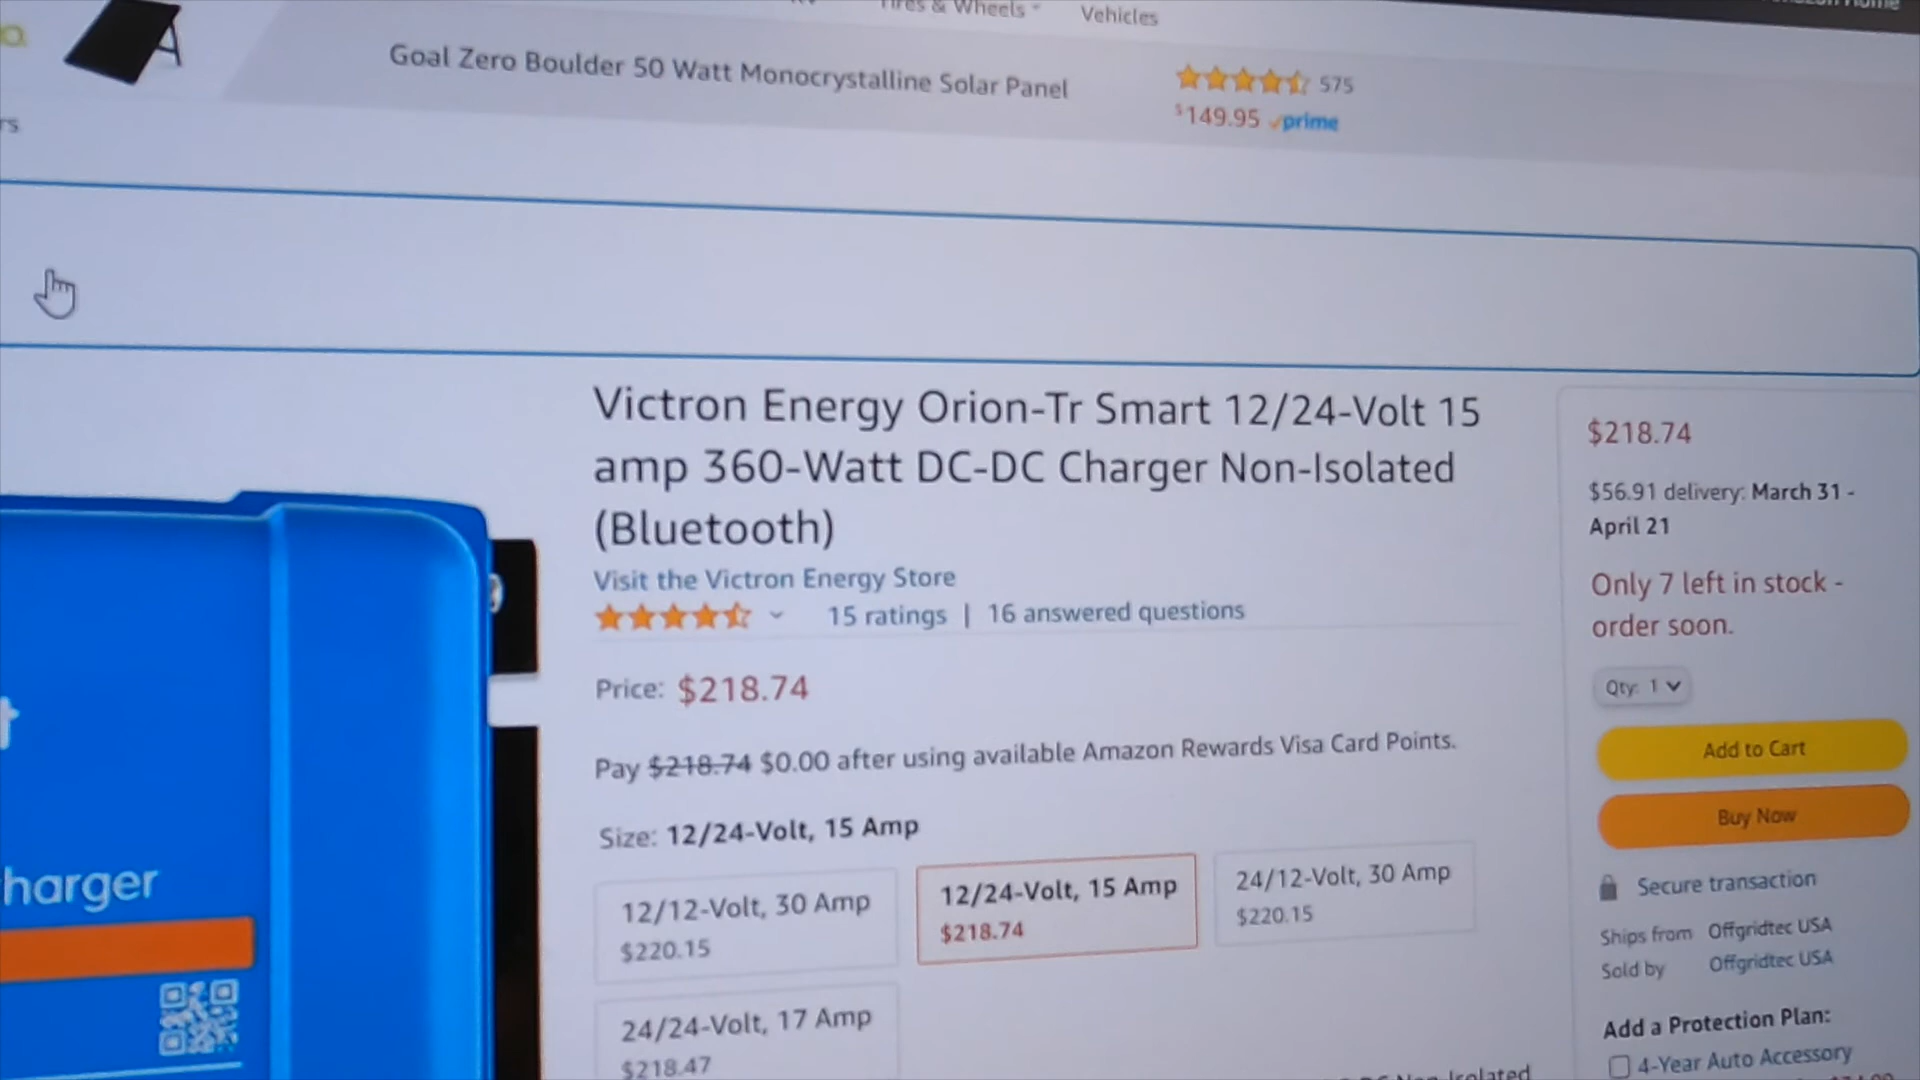 Tires & Wheels
Vehicles
Goal Zero Boulder 50 Watt Monocrystalline Solar Panel
575
$149.95 prime
rs
Victron Energy Orion-Tr Smart 12/24-Volt 15
amp 360-Watt DC-DC Charger Non-Isolated
(Bluetooth)
Visit the Victron Energy Store
15 ratings | 16 answered questions
Price: $218.74
Pay $218.74 $0.00 after using available Amazon Rewards Visa Card Points.
Size: 12/24-Volt, 15 Amp
12/12-Volt, 30 Amp
$220.15
12/24-Volt, 15 Amp
$218.74
24/12-Volt, 30 Amp
$220.15
24/24-Volt, 17 Amp
$218.47
harger
$218.74
$56.91 delivery: March 31 -
April 21
Only 7 left in stock -
order soon.
Qty: 1
Add to Cart
Buy Now
Secure transaction
Ships from Offgridtec USA
Sold by Offgridtec USA
Add a Protection Plan:
4-Year Auto Accessory